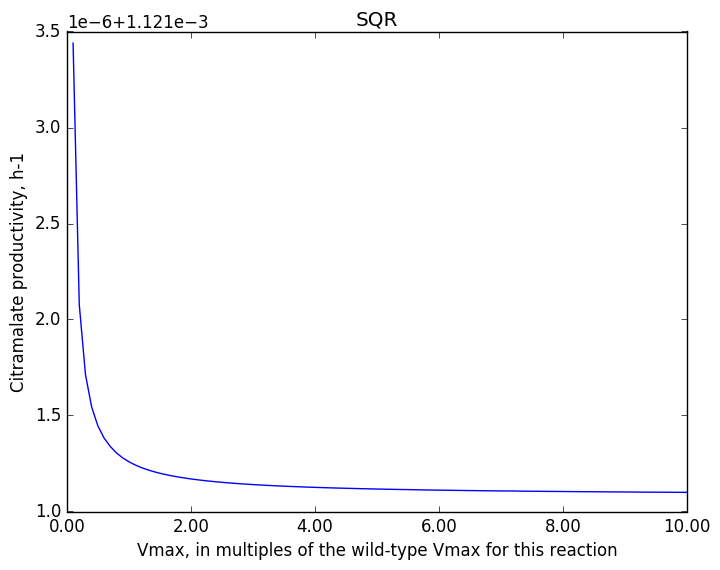 SQR
1e−6+1.121e−3
3.5
3.0
2.5
2.0
1.5
1.0
Citramalate productivity, h-1
0.00 2.00 4.00 6.00 8.00 10.00
Vmax, in multiples of the wild-type Vmax for this reaction